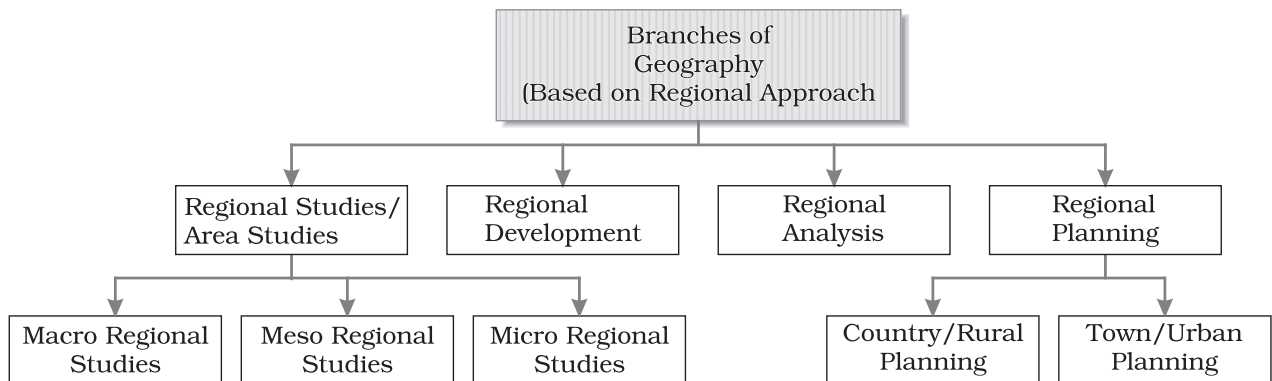 Branches of
Geography
(Based on Regional Approach
Regional Studies/
Area Studies
Regional
Development
Regional
Analysis
Regional
Planning
Macro Regional
Studies
Meso Regional
Studies
Micro Regional
Studies
Country/Rural
Planning
Town/Urban
Planning